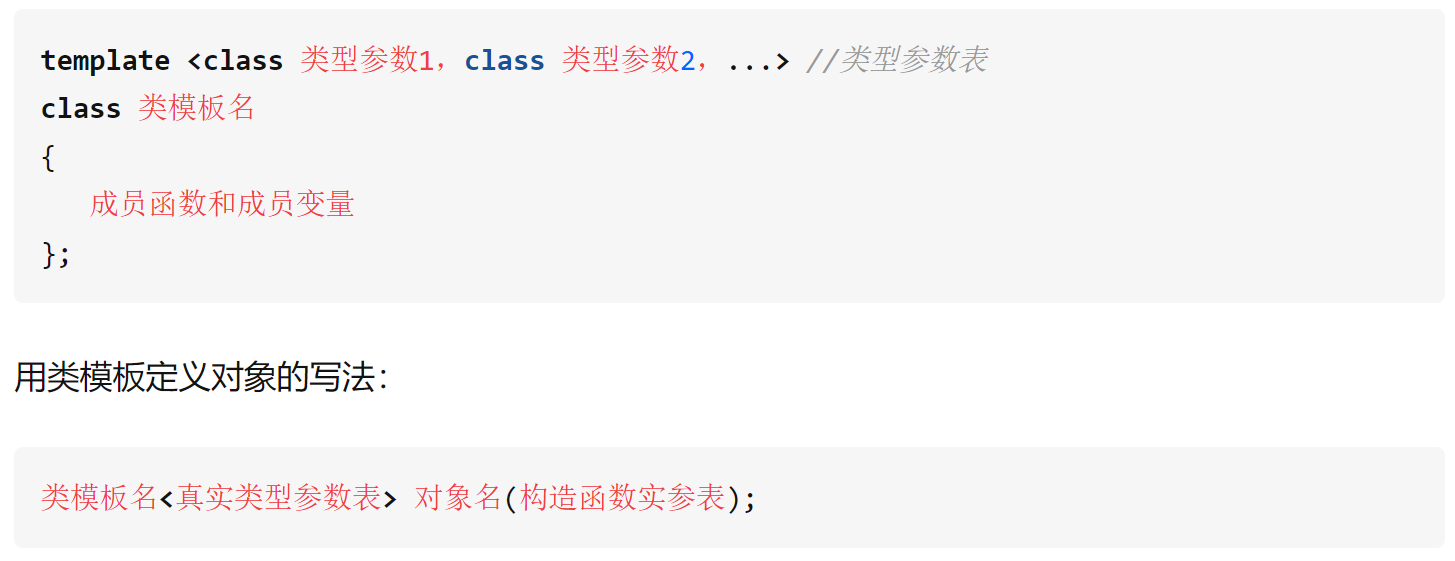 template <class 类型参数1，class 类型参数2，...> //类型参数表
class 类模板名
{
   成员函数和成员变量
};
用类模板定义对象的写法：
类模板名<真实类型参数表> 对象名(构造函数实参表);